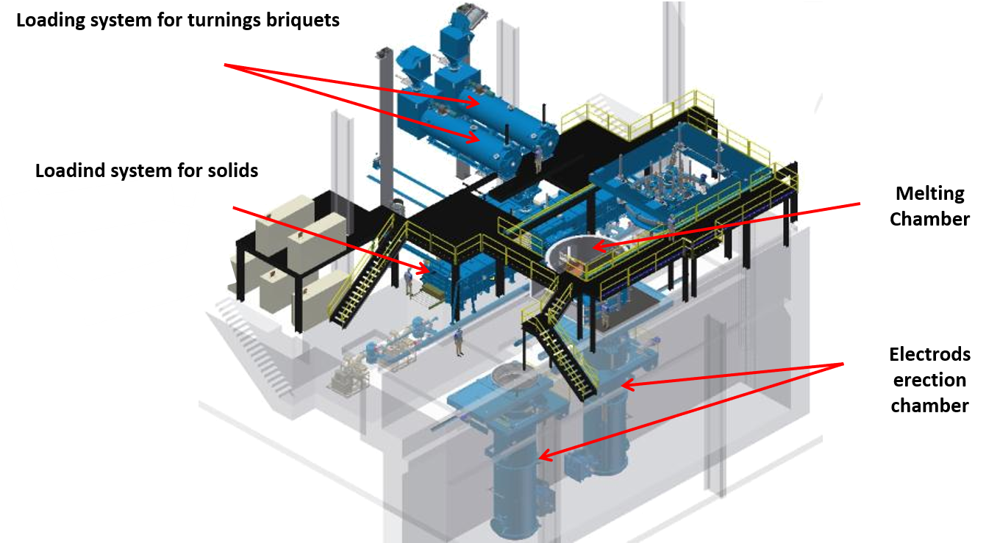 Loading system for turnings briquets
Loadind system for solids
Melting
Chamber
Electrods
erection
chamber